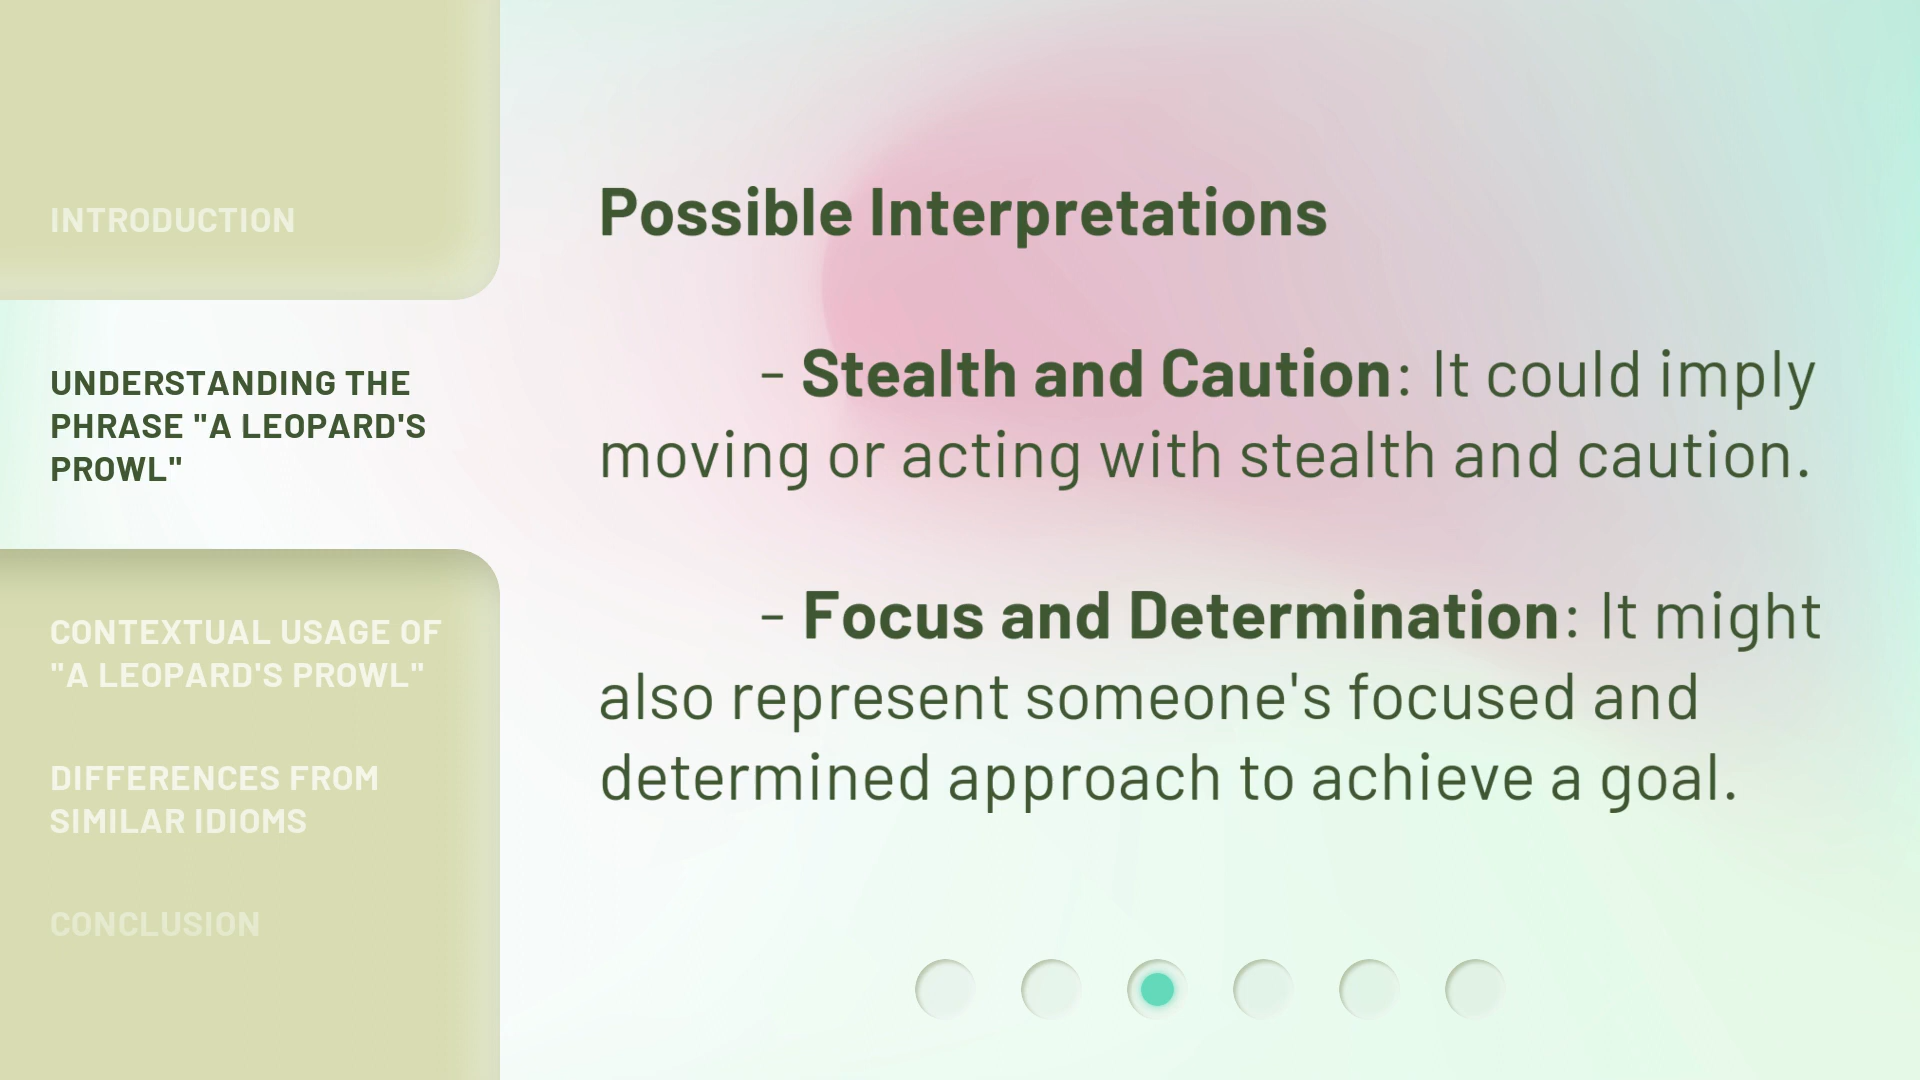 INTRODUCTION
UNDERSTANDING THE
PHRASE "A LEOPARD'S
PROWL"
CONTEXTUAL USAGE OF
"A LEOPARD'S PROWL"
DIFFERENCES FROM
SIMILAR IDIOMS
CONCLUSION
Possible Interpretations
- Stealth and Caution: It could imply
moving or acting with stealth and caution.
- Focus and Determination: It might
also represent someone's focused and
determined approach to achieve a goal.